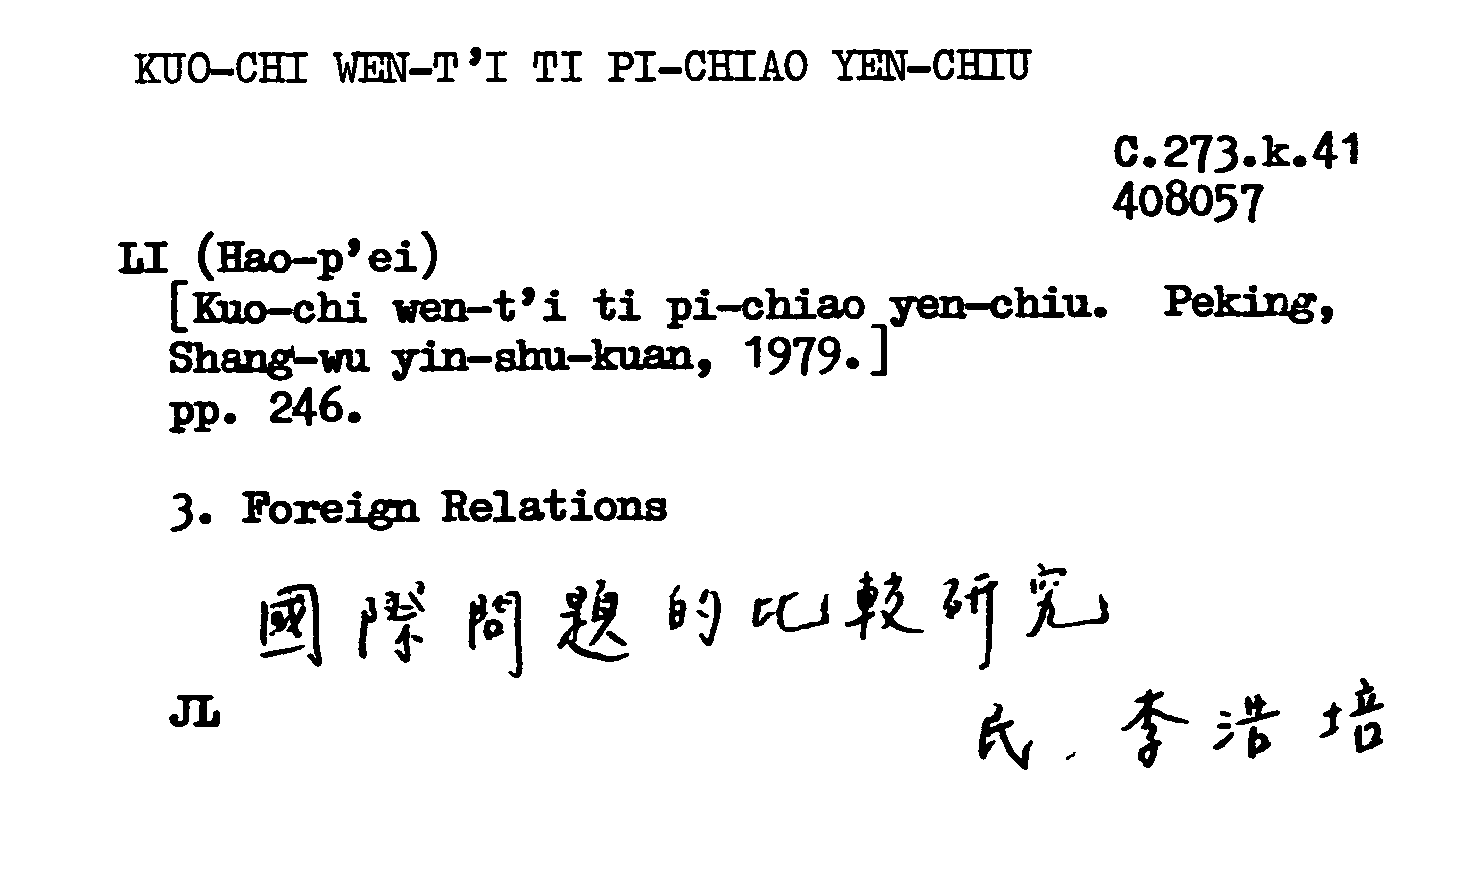 KUO-CHI WEN-T'I TI PI-CHIAO YEN-CHIU
C.273.k.41
408057
LI (Hao-p'ei)
[Kuo-chi wen-t'i ti pi-chiao yen-chiu. Peking,
Shang-wu yin-shu-kuan, 1979.]
pp. 246.
3. Foreign Relations
國際問題的比較研究
JL
民. 李浩培